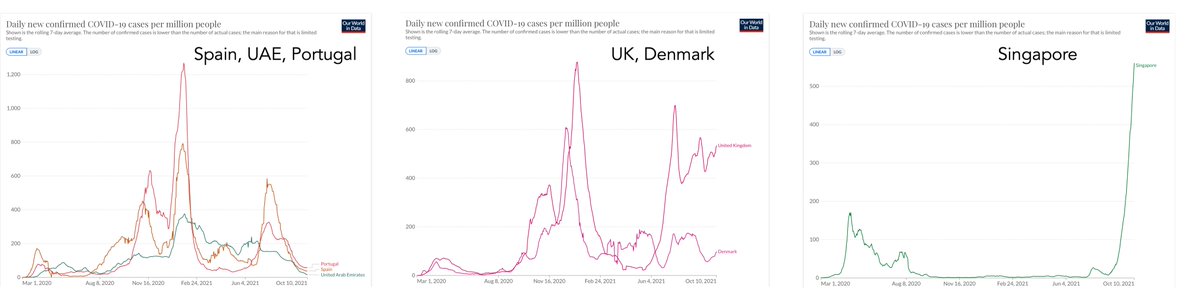 Daily new confirmed COVID-19 cases per million people
Shown is the rolling 7-day average. The number of confirmed cases is lower than the number of actual cases; the main reason for that is limited
testing.
Our World
in Data
LINEAR LOG
Spain, UAE, Portugal
1,200
1,000
800
600
400
200
0
Portugal
Spain
United Arab Emirates
Mar 1, 2020 Aug 8, 2020 Nov 16, 2020 Feb 24, 2021 Jun 4, 2021 Oct 10, 2021
Daily new confirmed COVID-19 cases per million people
Shown is the rolling 7-day average. The number of confirmed cases is lower than the number of actual cases; the main reason for that is limited
testing.
Our World
in Data
LINEAR LOG
UK, Denmark
800
600
400
200
0
United Kingdom
Denmark
Mar 1, 2020 Aug 8, 2020 Nov 16, 2020 Feb 24, 2021 Jun 4, 2021 Oct 10, 2021
Daily new confirmed COVID-19 cases per million people
Shown is the rolling 7-day average. The number of confirmed cases is lower than the number of actual cases; the main reason for that is limited
testing.
Our World
in Data
LINEAR LOG
Singapore
Singapore
500
400
300
200
100
0
Mar 1, 2020 Aug 8, 2020 Nov 16, 2020 Feb 24, 2021 Jun 4, 2021 Oct 10, 2021